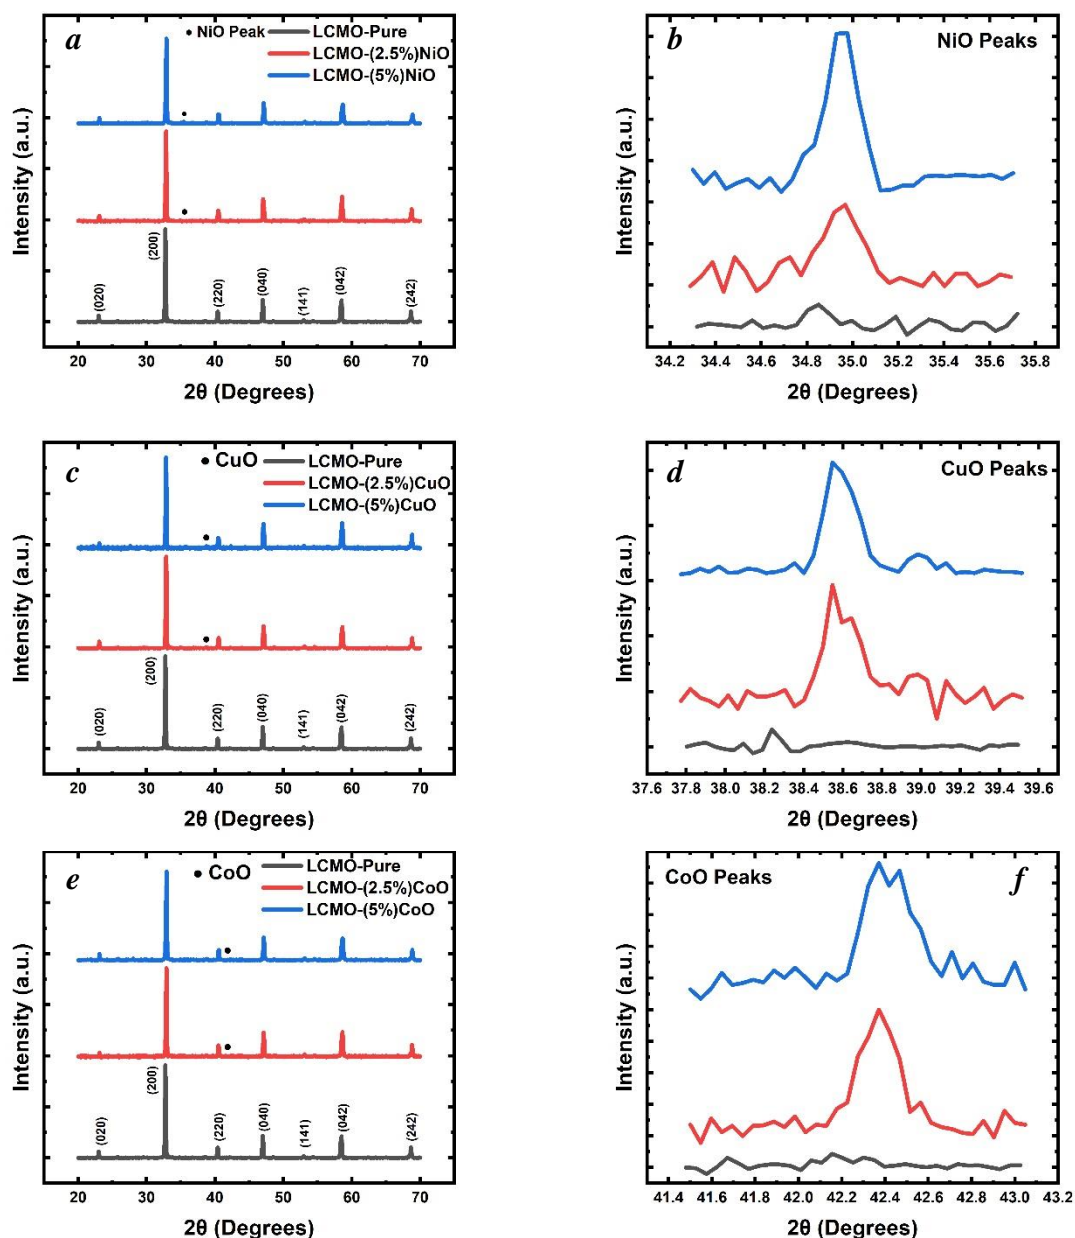 a
NiO Peak
LCMO-Pure
LCMO-(2.5%)NiO
LCMO-(5%)NiO
(020)
(200)
(220)
(040)
(141)
(042)
(242)
20 30 40 50 60 70
2θ (Degrees)
Intensity (a.u.)
b
NiO Peaks
34.2 34.4 34.6 34.8 35.0 35.2 35.4 35.6 35.8
2θ (Degrees)
Intensity (a.u.)
c
CuO
LCMO-Pure
LCMO-(2.5%)CuO
LCMO-(5%)CuO
(020)
(200)
(220)
(040)
(141)
(042)
(242)
20 30 40 50 60 70
2θ (Degrees)
Intensity (a.u.)
d
CuO Peaks
37.6 37.8 38.0 38.2 38.4 38.6 38.8 39.0 39.2 39.4 39.6
2θ (Degrees)
Intensity (a.u.)
e
CoO
LCMO-Pure
LCMO-(2.5%)CoO
LCMO-(5%)CoO
(020)
(200)
(220)
(040)
(141)
(042)
(242)
20 30 40 50 60 70
2θ (Degrees)
Intensity (a.u.)
CoO Peaks
f
41.4 41.6 41.8 42.0 42.2 42.4 42.6 42.8 43.0 43.2
2θ (Degrees)
Intensity (a.u.)